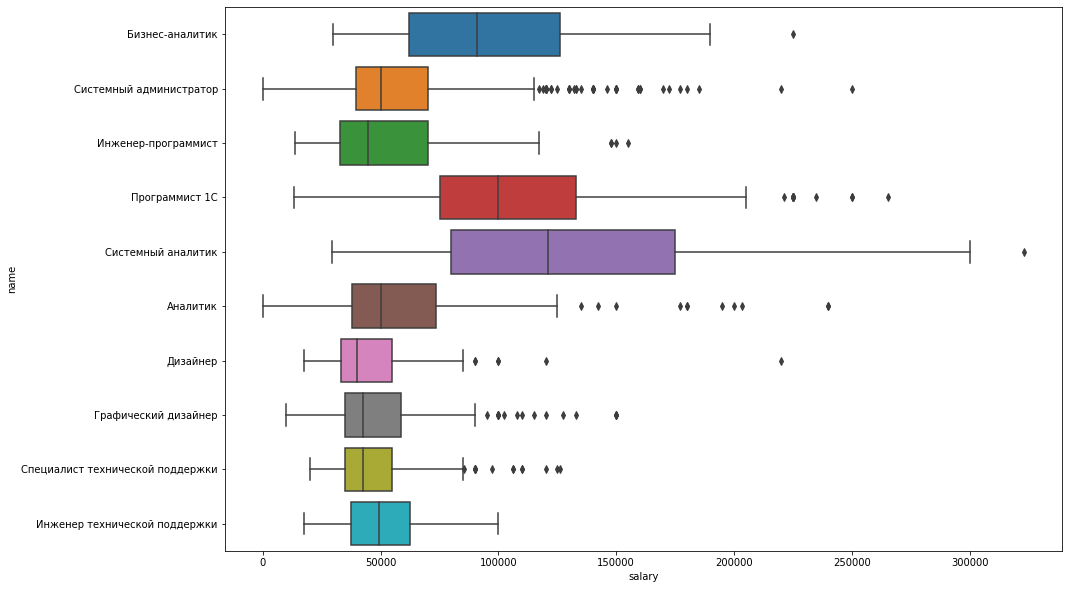 Бизнес-аналитик
Системный администратор
Инженер-программист
Программист 1С
Системный аналитик
Аналитик
Дизайнер
Графический дизайнер
Специалист технической поддержки
Инженер технической поддержки
name
0 50000 100000 150000 200000 250000 300000
salary